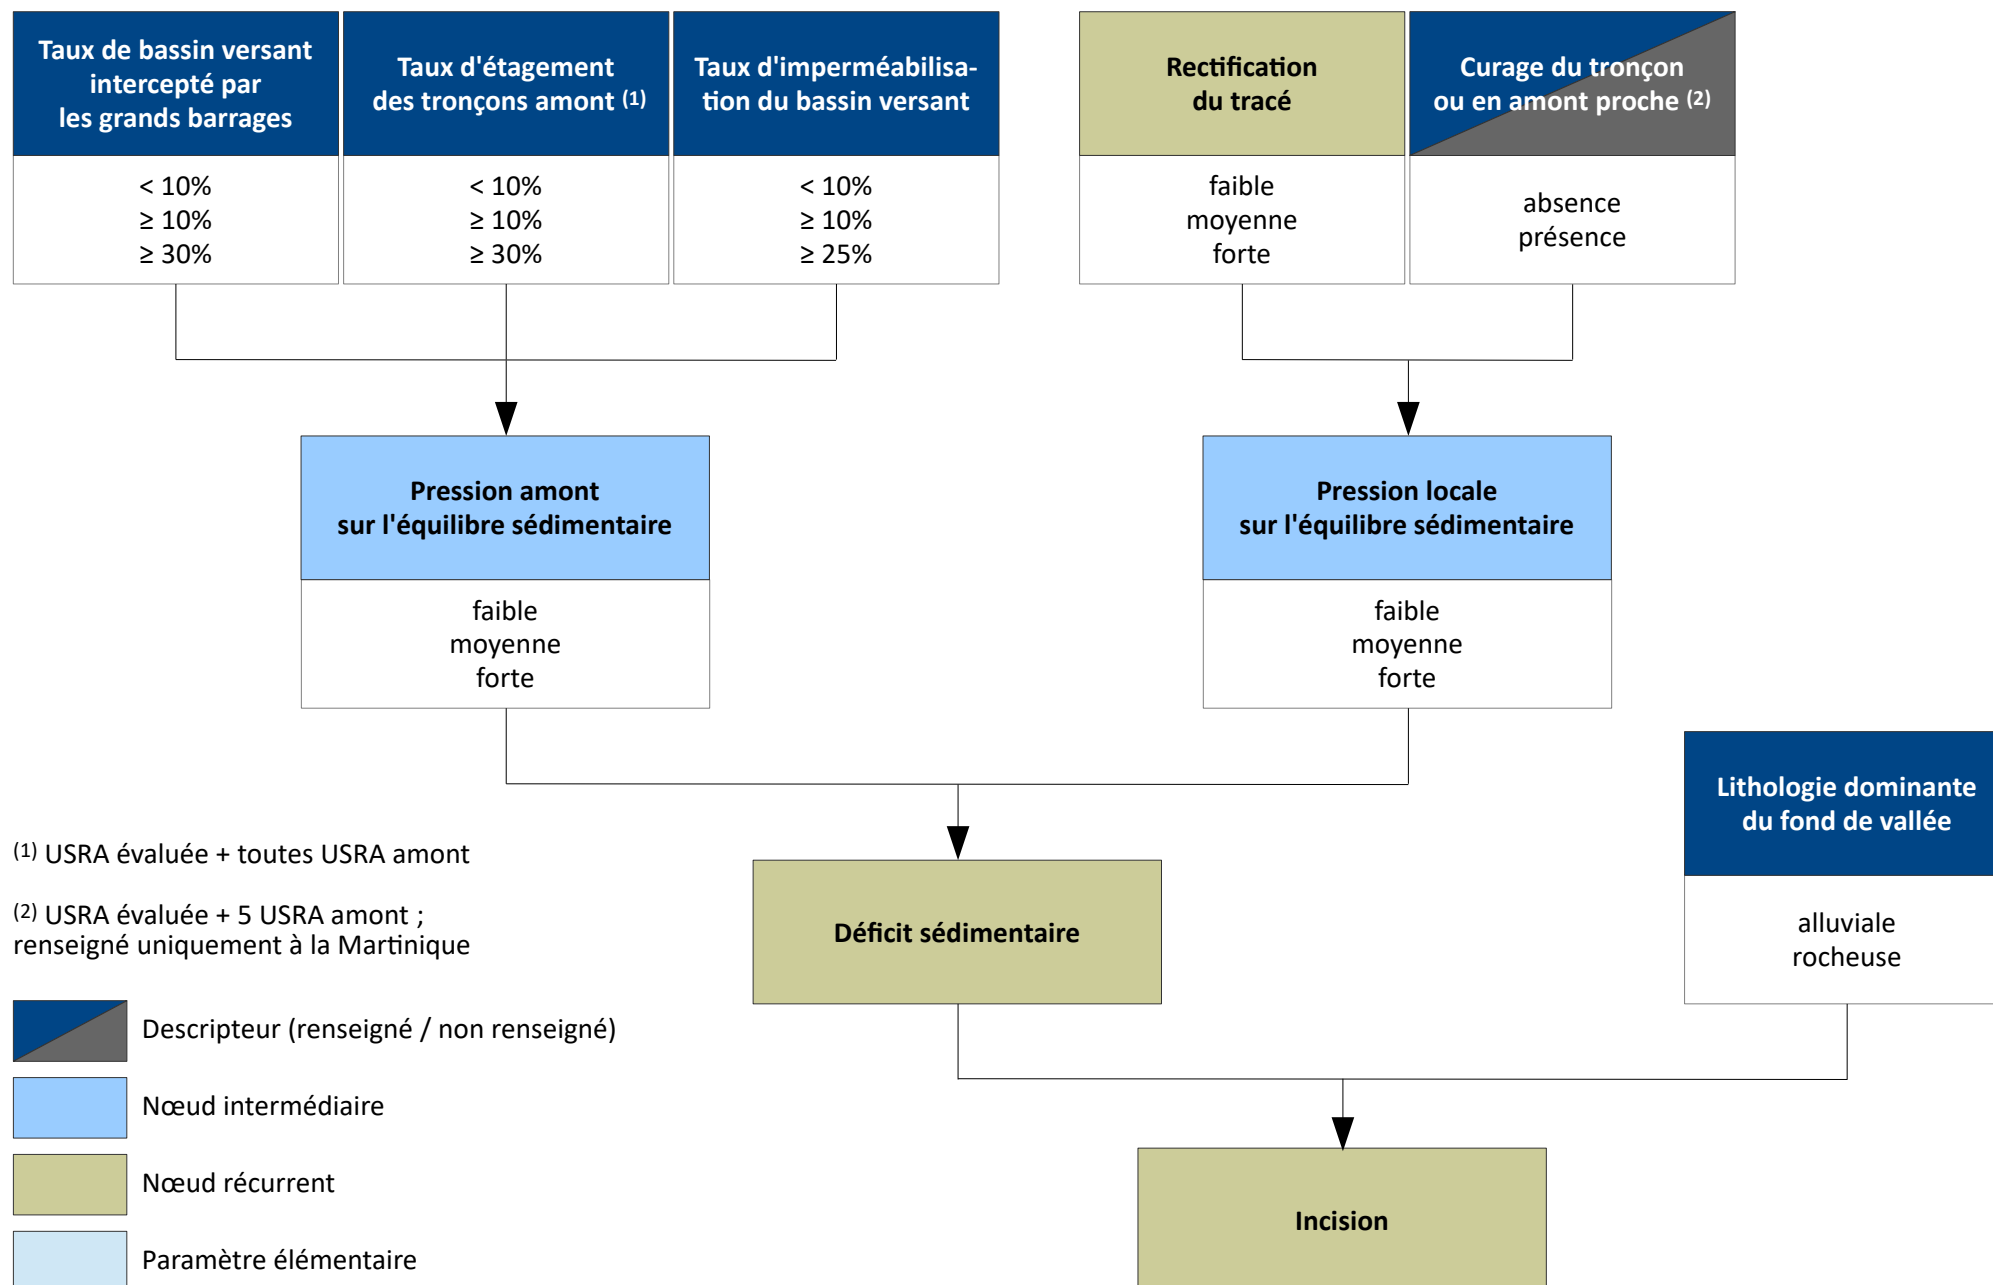 Taux de bassin versant
intercepté par
les grands barrages
< 10%
≥ 10%
≥ 30%
Taux d'étagement
des tronçons amont (1)
< 10%
≥ 10%
≥ 30%
Taux d'imperméabilisa-
tion du bassin versant
< 10%
≥ 10%
≥ 25%
Rectification
du tracé
faible
moyenne
forte
Curage du tronçon
ou en amont proche (2)
absence
présence
Pression amont
sur l'équilibre sédimentaire
faible
moyenne
forte
Pression locale
sur l'équilibre sédimentaire
faible
moyenne
forte
Lithologie dominante
du fond de vallée
alluviale
rocheuse
Déficit sédimentaire
Incision
(1) USRA évaluée + toutes USRA amont
(2) USRA évaluée + 5 USRA amont ;
renseigné uniquement à la Martinique
Descripteur (renseigné / non renseigné)
Nœud intermédiaire
Nœud récurrent
Paramètre élémentaire